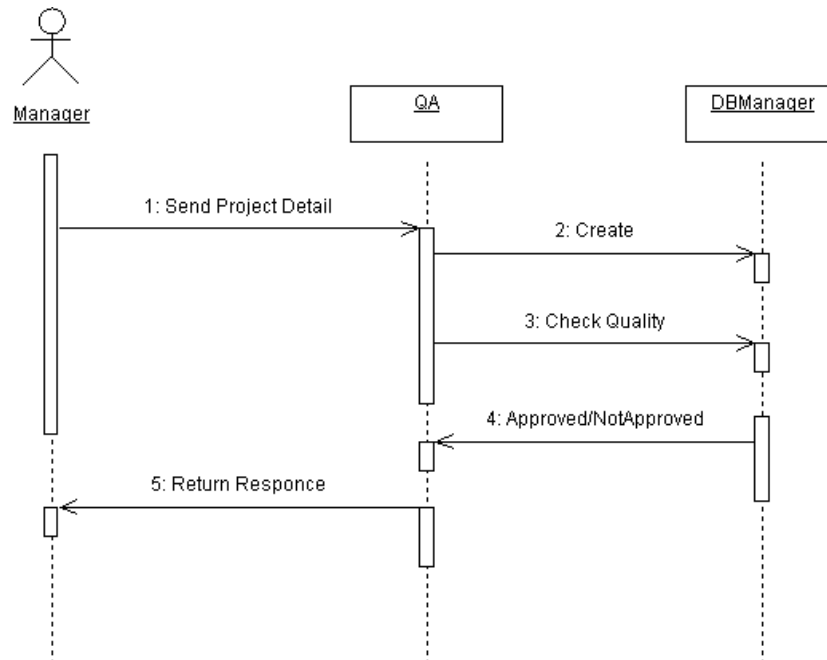 Manager
QA
DBManager
1: Send Project Detail
2: Create
3: Check Quality
4: Approved/NotApproved
5: Return Responce